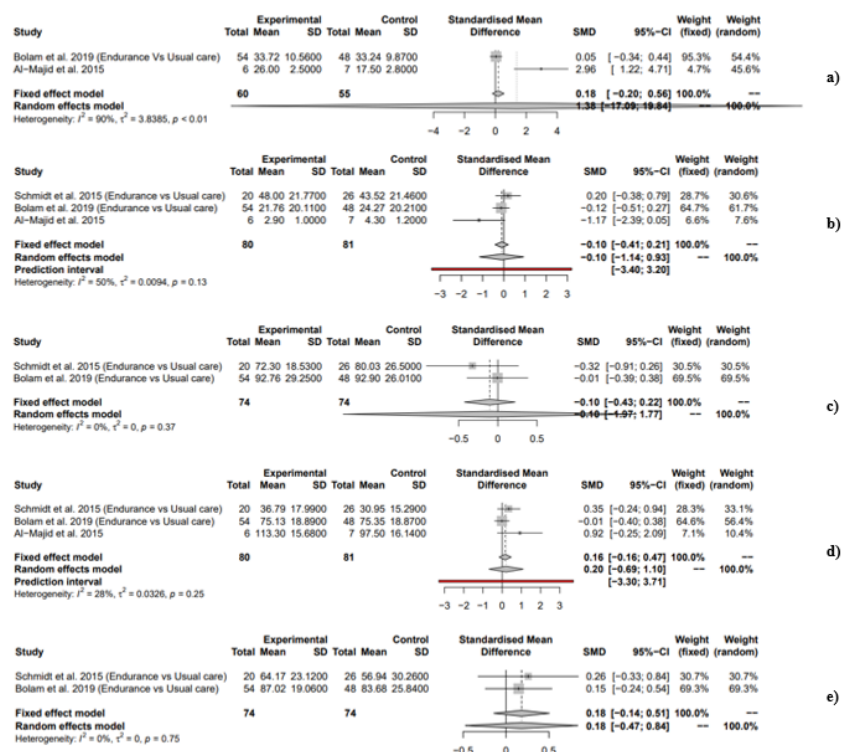 Experimental Control Standardised Mean Weight Weight
Study Total Mean SD Total Mean SD Difference SMD 95%−CI (fixed) (random)
Bolam et al. 2019 (Endurance Vs Usual care) 54 33.72 10.5600 48 33.24 9.8700 0.05 [−0.34; 0.44] 95.3% 54.4%
Al−Majid et al. 2015 6 26.00 2.5000 7 17.50 2.8000 2.96 [ 1.22; 4.71] 4.7% 45.6%
a)
Fixed effect model 60 55 0.18 [−0.20; 0.56] 100.0% −−
Random effects model 1.38 [−17.09; 19.84] −− 100.0%
Heterogeneity: I² = 90%, τ² = 3.8385, p < 0.01
−4 −2 0 2 4
Experimental Control Standardised Mean Weight Weight
Study Total Mean SD Total Mean SD Difference SMD 95%−CI (fixed) (random)
Schmidt et al. 2015 (Endurance vs Usual care) 20 48.00 21.7700 26 43.52 21.4600 0.20 [−0.38; 0.79] 28.7% 30.6%
Bolam et al. 2019 (Endurance vs Usual care) 54 21.76 20.1100 48 24.27 20.2100 −0.12 [−0.51; 0.27] 64.7% 61.7%
Al−Majid et al. 2015 6 2.90 1.0000 7 4.30 1.2000 −1.17 [−2.39; 0.05] 6.6% 7.6%
b)
Fixed effect model 80 81 −0.10 [−0.41; 0.21] 100.0% −−
Random effects model −0.10 [−1.14; 0.93] −− 100.0%
Prediction interval [−3.40; 3.20]
Heterogeneity: I² = 50%, τ² = 0.0094, p = 0.13
−3 −2 −1 0 1 2 3
Experimental Control Standardised Mean Weight Weight
Study Total Mean SD Total Mean SD Difference SMD 95%−CI (fixed) (random)
Schmidt et al. 2015 (Endurance vs Usual care) 20 72.30 18.5300 26 80.03 26.5000 −0.32 [−0.91; 0.26] 30.5% 30.5%
Bolam et al. 2019 (Endurance vs Usual care) 54 92.76 29.2500 48 92.90 26.0100 −0.01 [−0.39; 0.38] 69.5% 69.5%
Fixed effect model 74 74 −0.10 [−0.43; 0.22] 100.0% −−
c)
Random effects model −0.10 [−1.97; 1.77] −− 100.0%
Heterogeneity: I² = 0%, τ² = 0, p = 0.37
−0.5 0 0.5
Experimental Control Standardised Mean Weight Weight
Study Total Mean SD Total Mean SD Difference SMD 95%−CI (fixed) (random)
Schmidt et al. 2015 (Endurance vs Usual care) 20 36.79 17.9900 26 30.95 15.2900 0.35 [−0.24; 0.94] 28.3% 33.1%
Bolam et al. 2019 (Endurance vs Usual care) 54 75.13 18.8900 48 75.35 18.8700 −0.01 [−0.40; 0.38] 64.6% 56.4%
Al−Majid et al. 2015 6 113.30 15.6800 7 97.50 16.1400 0.92 [−0.25; 2.09] 7.1% 10.4%
d)
Fixed effect model 80 81 0.16 [−0.16; 0.47] 100.0% −−
Random effects model 0.20 [−0.69; 1.10] −− 100.0%
Prediction interval [−3.30; 3.71]
Heterogeneity: I² = 28%, τ² = 0.0326, p = 0.25
−3 −2 −1 0 1 2 3
Experimental Control Standardised Mean Weight Weight
Study Total Mean SD Total Mean SD Difference SMD 95%−CI (fixed) (random)
Schmidt et al. 2015 (Endurance vs Usual care) 20 64.17 23.1200 26 56.94 30.2600 0.26 [−0.33; 0.84] 30.7% 30.7%
Bolam et al. 2019 (Endurance vs Usual care) 54 87.02 19.0600 48 83.68 25.8400 0.15 [−0.24; 0.54] 69.3% 69.3%
e)
Fixed effect model 74 74 0.18 [−0.14; 0.51] 100.0% −−
Random effects model 0.18 [−0.47; 0.84] −− 100.0%
Heterogeneity: I² = 0%, τ² = 0, p = 0.75
−0.5 0 0.5